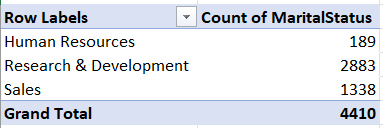 Row Labels Count of MaritalStatus
Human Resources 189
Research & Development 2883
Sales 1338
Grand Total 4410